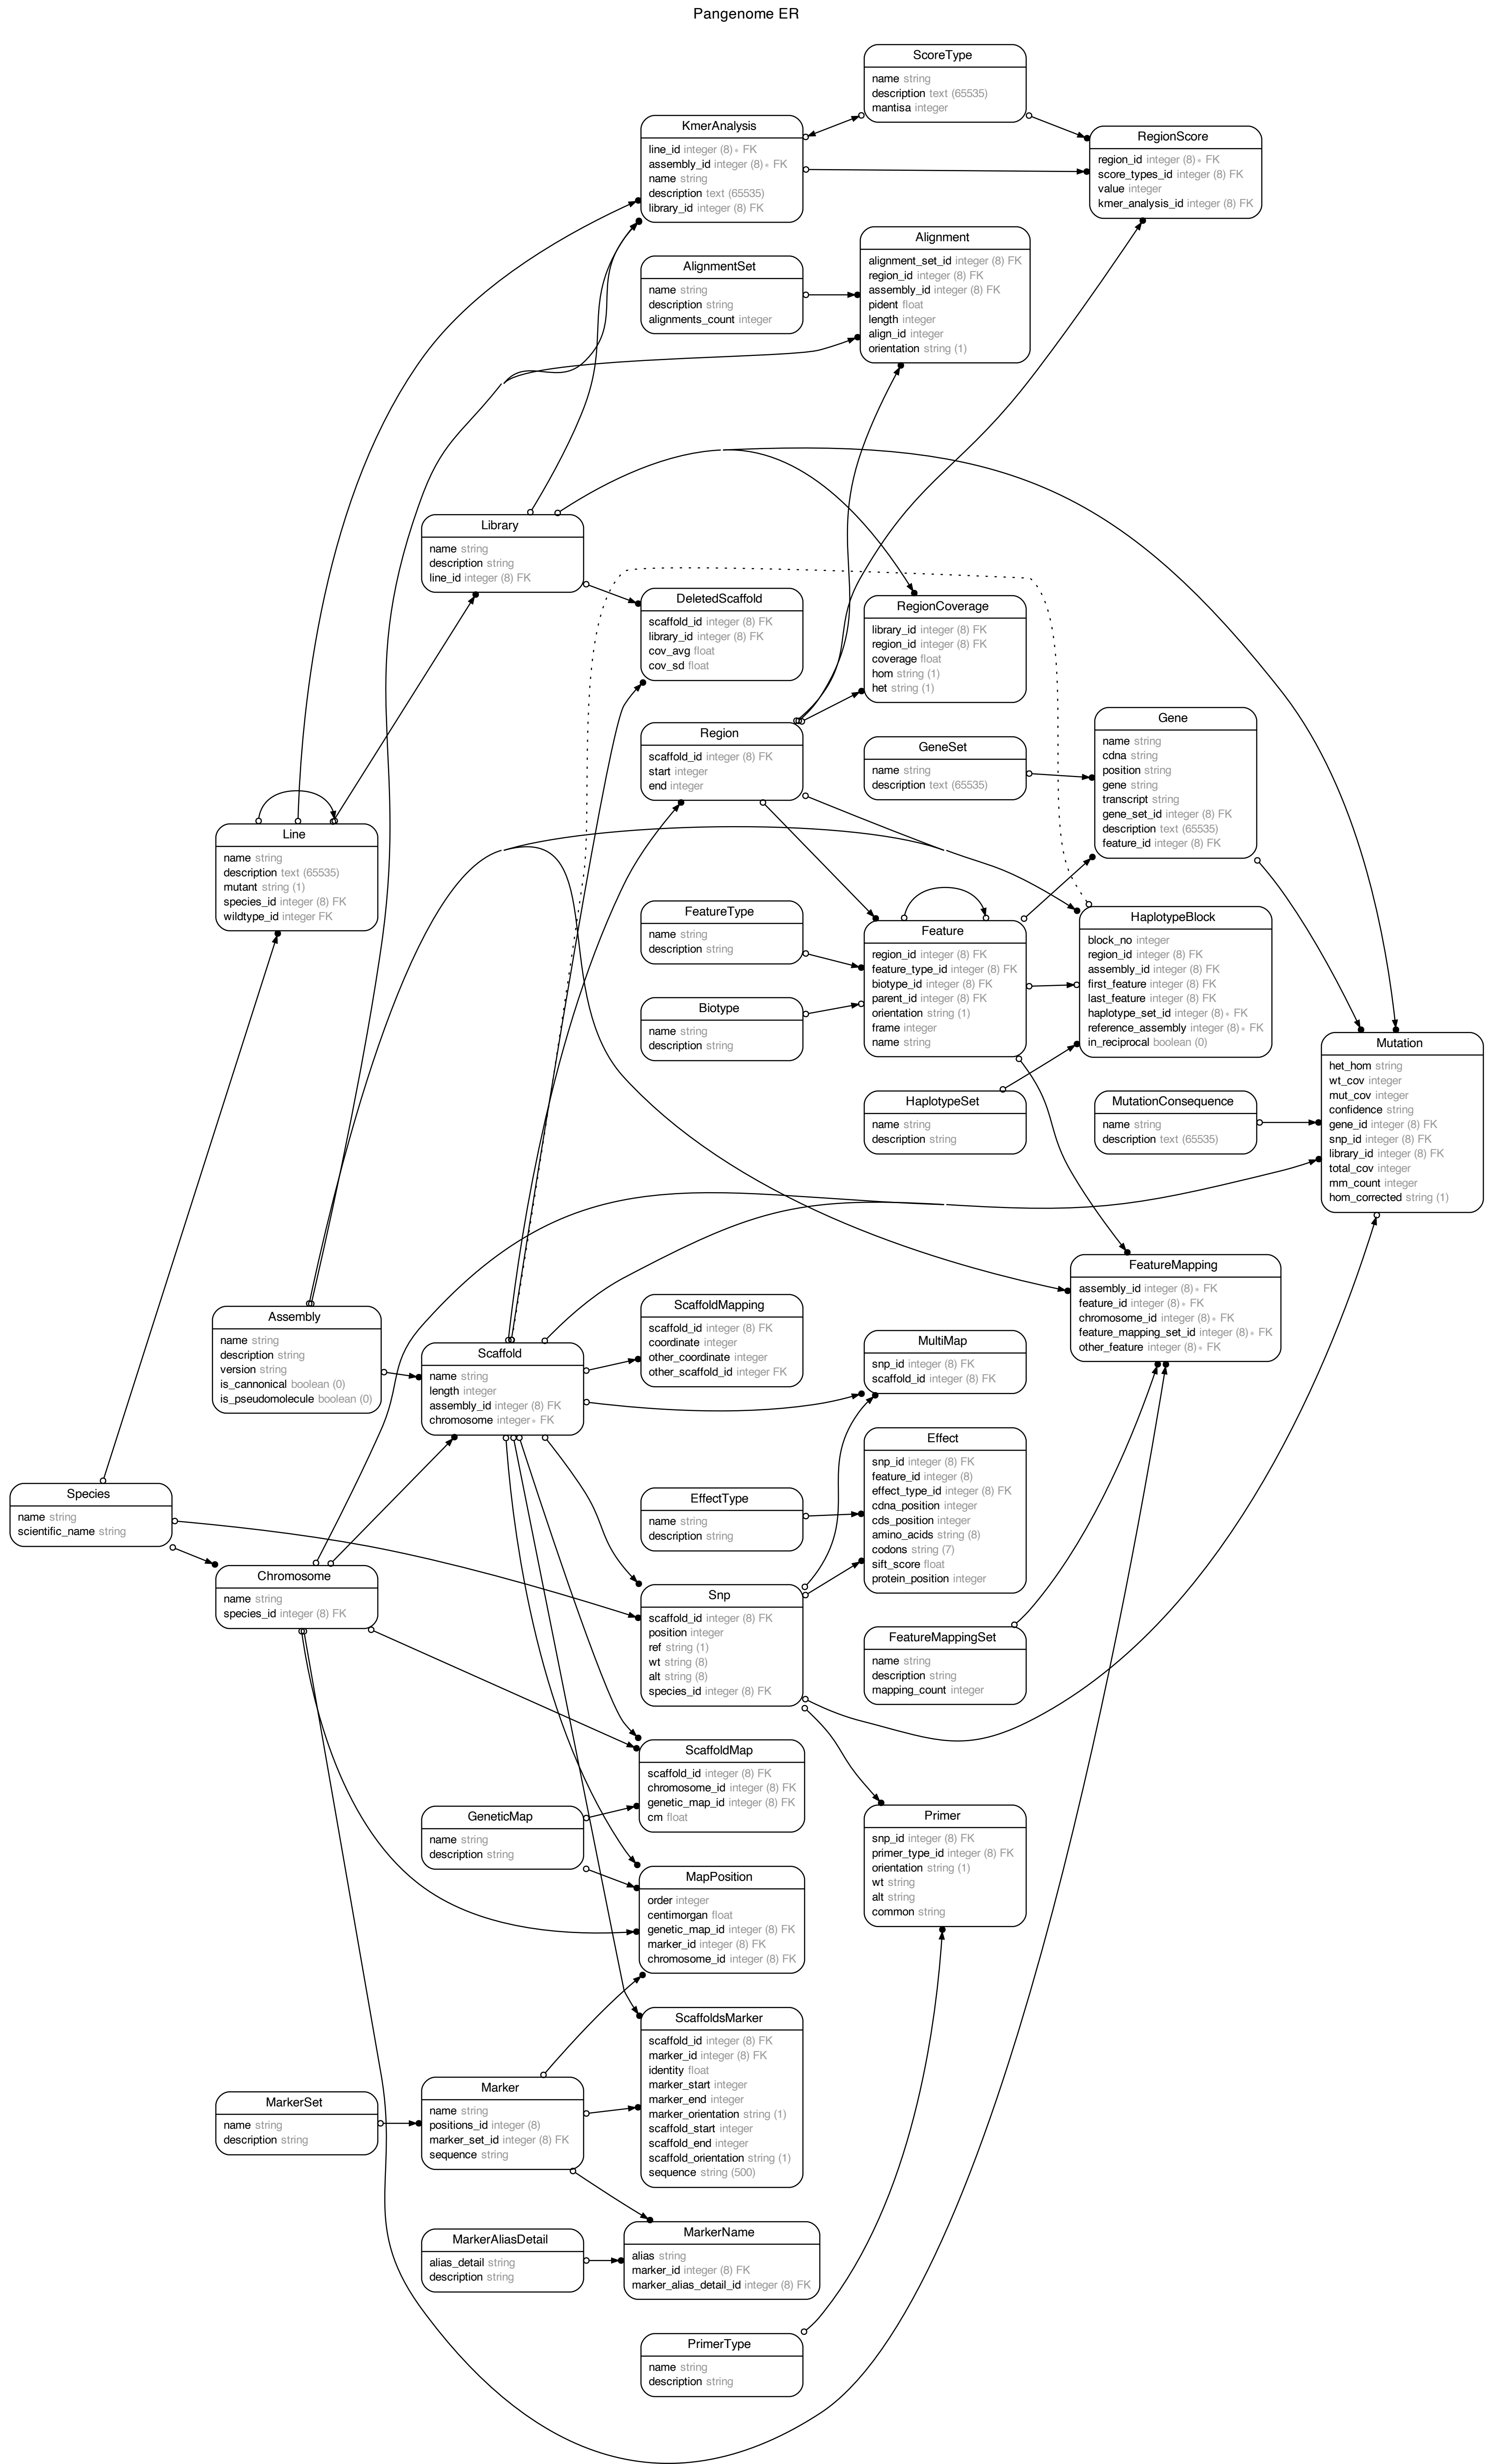 Pangenome ER
ScoreType
name string
description text (65535)
mantisa integer
KmerAnalysis
line_id integer (8)∗ FK
assembly_id integer (8)∗ FK
name string
description text (65535)
library_id integer (8) FK
RegionScore
region_id integer (8)∗ FK
score_types_id integer (8) FK
value integer
kmer_analysis_id integer (8) FK
Alignment
alignment_set_id integer (8) FK
region_id integer (8) FK
assembly_id integer (8) FK
pident float
length integer
align_id integer
orientation string (1)
AlignmentSet
name string
description string
alignments_count integer
Library
name string
description string
line_id integer (8) FK
DeletedScaffold
scaffold_id integer (8) FK
library_id integer (8) FK
cov_avg float
cov_sd float
RegionCoverage
library_id integer (8) FK
region_id integer (8) FK
coverage float
hom string (1)
het string (1)
Region
scaffold_id integer (8) FK
start integer
end integer
GeneSet
name string
description text (65535)
Gene
name string
cdna string
position string
gene string
transcript string
gene_set_id integer (8) FK
description text (65535)
feature_id integer (8) FK
Line
name string
description text (65535)
mutant string (1)
species_id integer (8) FK
wildtype_id integer FK
FeatureType
name string
description string
Feature
region_id integer (8) FK
feature_type_id integer (8) FK
biotype_id integer (8) FK
parent_id integer (8) FK
orientation string (1)
frame integer
name string
HaplotypeBlock
block_no integer
region_id integer (8) FK
assembly_id integer (8) FK
first_feature integer (8) FK
last_feature integer (8) FK
haplotype_set_id integer (8)∗ FK
reference_assembly integer (8)∗ FK
in_reciprocal boolean (0)
Biotype
name string
description string
HaplotypeSet
name string
description string
MutationConsequence
name string
description text (65535)
Mutation
het_hom string
wt_cov integer
mut_cov integer
confidence string
gene_id integer (8) FK
snp_id integer (8) FK
library_id integer (8) FK
total_cov integer
mm_count integer
hom_corrected string (1)
FeatureMapping
assembly_id integer (8)∗ FK
feature_id integer (8)∗ FK
chromosome_id integer (8)∗ FK
feature_mapping_set_id integer (8)∗ FK
other_feature integer (8)∗ FK
Assembly
name string
description string
version string
is_cannonical boolean (0)
is_pseudomolecule boolean (0)
Scaffold
name string
length integer
assembly_id integer (8) FK
chromosome integer∗ FK
ScaffoldMapping
scaffold_id integer (8) FK
coordinate integer
other_coordinate integer
other_scaffold_id integer FK
MultiMap
snp_id integer (8) FK
scaffold_id integer (8) FK
Effect
snp_id integer (8) FK
feature_id integer (8)
effect_type_id integer (8) FK
cdna_position integer
cds_position integer
amino_acids string (8)
codons string (7)
sift_score float
protein_position integer
EffectType
name string
description string
Species
name string
scientific_name string
Chromosome
name string
species_id integer (8) FK
Snp
scaffold_id integer (8) FK
position integer
ref string (1)
wt string (8)
alt string (8)
species_id integer (8) FK
FeatureMappingSet
name string
description string
mapping_count integer
ScaffoldMap
scaffold_id integer (8) FK
chromosome_id integer (8) FK
genetic_map_id integer (8) FK
cm float
GeneticMap
name string
description string
Primer
snp_id integer (8) FK
primer_type_id integer (8) FK
orientation string (1)
wt string
alt string
common string
MapPosition
order integer
centimorgan float
genetic_map_id integer (8) FK
marker_id integer (8) FK
chromosome_id integer (8) FK
ScaffoldsMarker
scaffold_id integer (8) FK
marker_id integer (8) FK
identity float
marker_start integer
marker_end integer
marker_orientation string (1)
scaffold_start integer
scaffold_end integer
scaffold_orientation string (1)
sequence string (500)
MarkerSet
name string
description string
Marker
name string
positions_id integer (8)
marker_set_id integer (8) FK
sequence string
MarkerAliasDetail
alias_detail string
description string
MarkerName
alias string
marker_id integer (8) FK
marker_alias_detail_id integer (8) FK
PrimerType
name string
description string